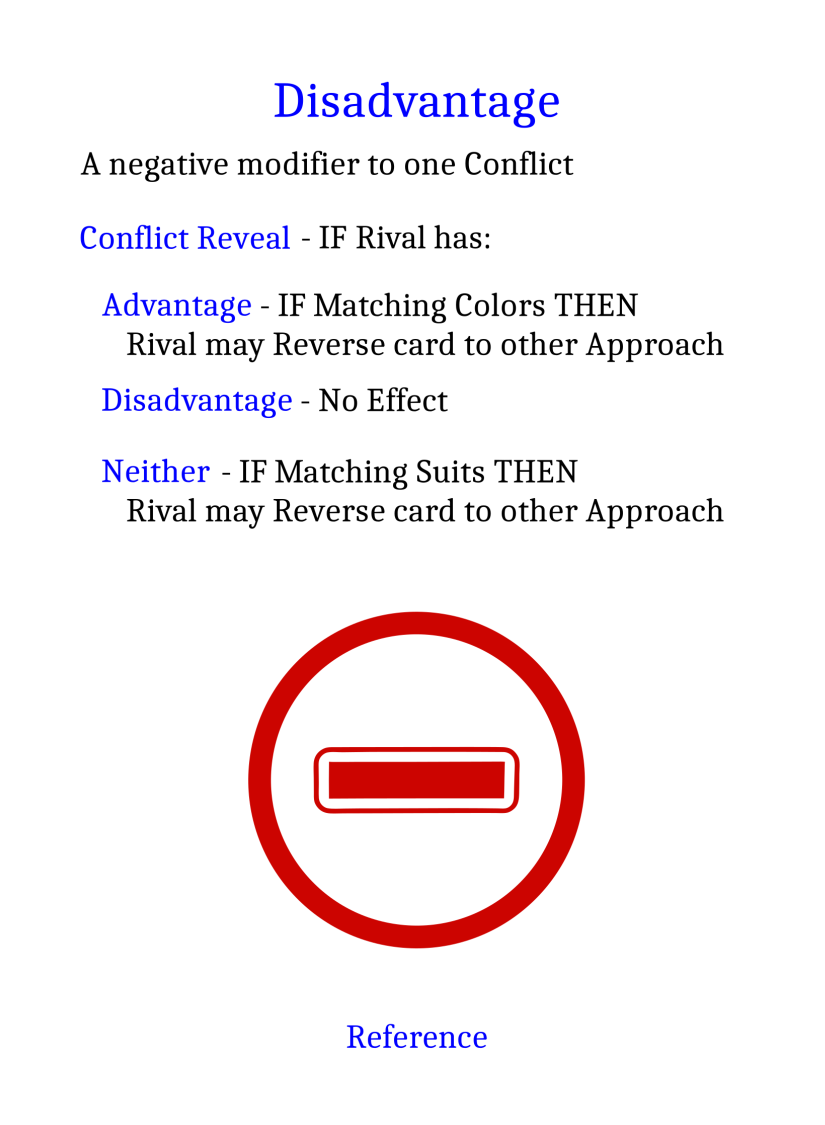 Disadvantage
A negative modifier to one Conflict
Conflict Reveal - IF Rival has:
Advantage - IF Matching Colors THEN
Rival may Reverse card to other Approach
Disadvantage - No Effect
Neither - IF Matching Suits THEN
Rival may Reverse card to other Approach
Reference